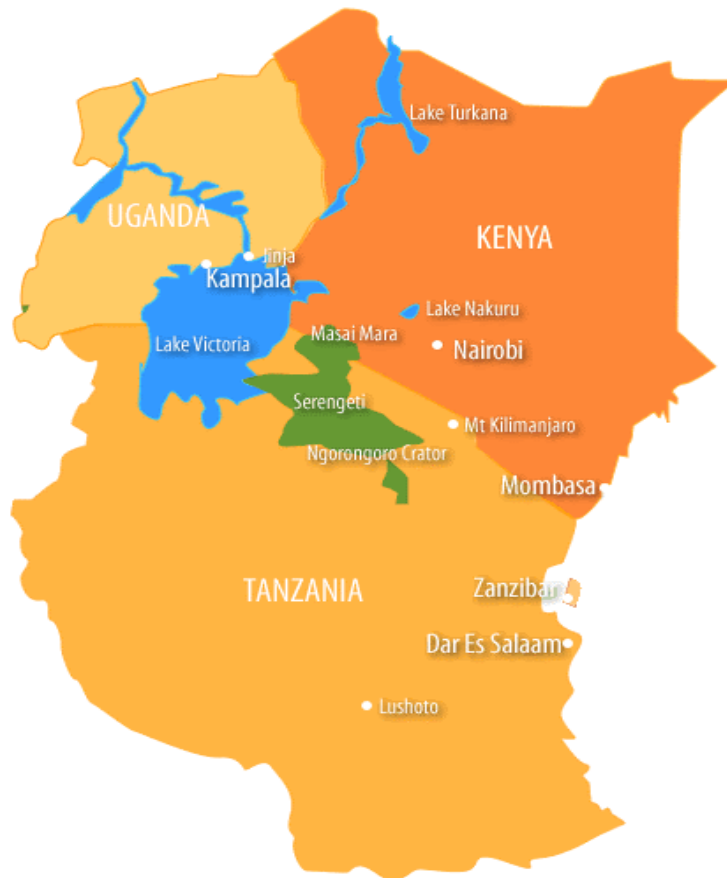 Lake Turkana
UGANDA
KENYA
Jinja
Kampala
Lake Nakuru
Masai Mara
Lake Victoria
Nairobi
Serengeti
Mt Kilimanjaro
Ngorongoro Crator
Mombasa
TANZANIA
Zanzibar
Dar Es Salaam
Lushoto